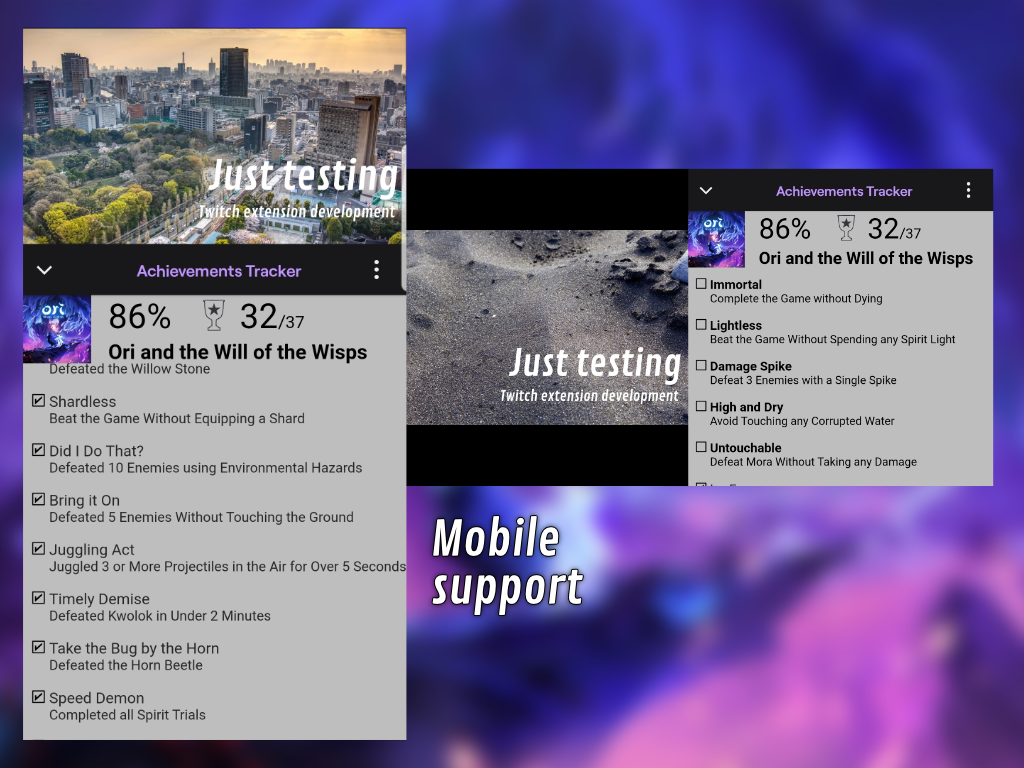 Just testing
Twitch extension development
Achievements Tracker
ori
86% 32/37
Ori and the Will of the Wisps
Defeated the Willow Stone
Shardless
Beat the Game Without Equipping a Shard
Did I Do That?
Defeated 10 Enemies using Environmental Hazards
Bring it On
Defeated 5 Enemies Without Touching the Ground
Juggling Act
Juggled 3 or More Projectiles in the Air for Over 5 Seconds
Timely Demise
Defeated Kwolok in Under 2 Minutes
Take the Bug by the Horn
Defeated the Horn Beetle
Speed Demon
Completed all Spirit Trials
Just testing
Twitch extension development
Achievements Tracker
ori
86% 32/37
Ori and the Will of the Wisps
Immortal
Complete the Game without Dying
Lightless
Beat the Game Without Spending any Spirit Light
Damage Spike
Defeat 3 Enemies with a Single Spike
High and Dry
Avoid Touching any Corrupted Water
Untouchable
Defeat Mora Without Taking any Damage
Mobile
support